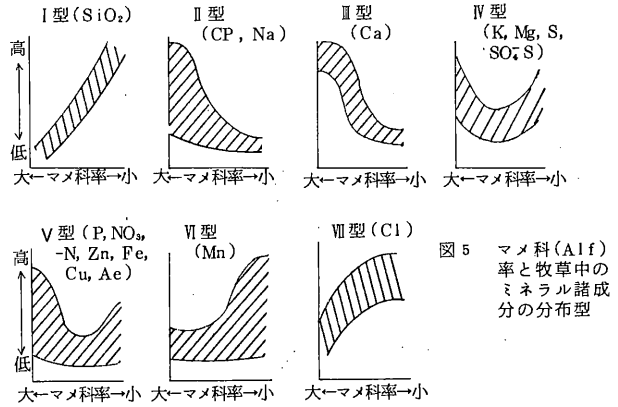 Ⅰ型(SiO₂)
高
低
大←マメ科率→小
Ⅱ型
(CP, Na)
大←マメ科率→小
Ⅲ型
(Ca)
大←マメ科率→小
Ⅳ型
(K, Mg, S,
SO₄⁻S)
大←マメ科率→小
Ⅴ型(P, NO₃,
-N, Zn, Fe,
Cu, Ae)
高
低
大←マメ科率→小
Ⅵ型
(Mn)
大←マメ科率→小
Ⅶ型(Cl)
大←マメ科率→小
図5 マメ科(Alf)
率と牧草中の
ミネラル諸成
分の分布型